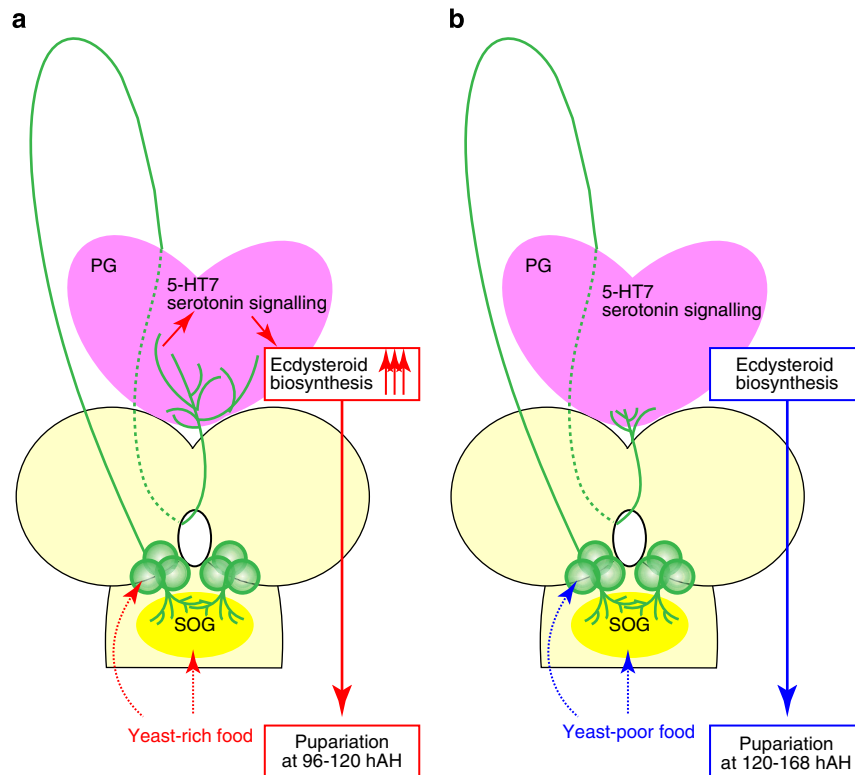 a
PG
5-HT7
serotonin signalling
Ecdysteroid
biosynthesis
SOG
Yeast-rich food
Pupariation
at 96-120 hAH
b
PG
5-HT7
serotonin signalling
Ecdysteroid
biosynthesis
SOG
Yeast-poor food
Pupariation
at 120-168 hAH